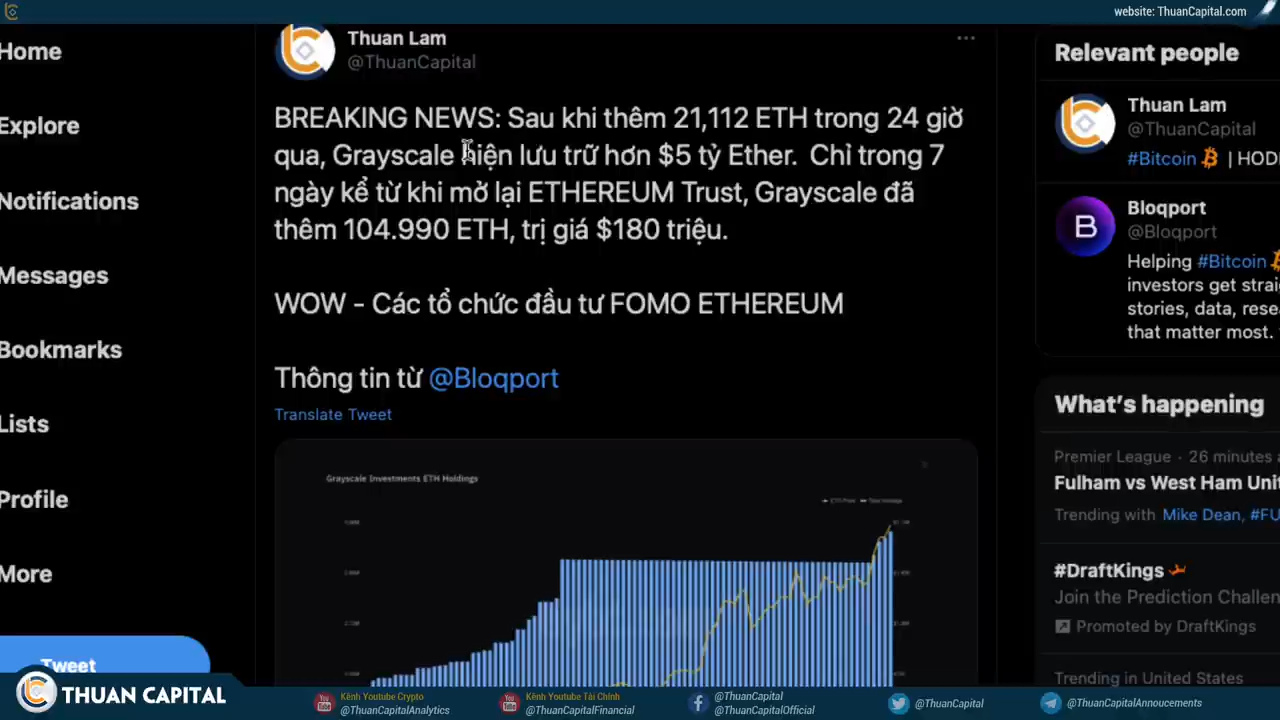 website: ThuanCapital.com
Home
Explore
Notifications
Messages
Bookmarks
Lists
Profile
More
Tweet
Thuan Lam
@ThuanCapital
BREAKING NEWS: Sau khi thêm 21,112 ETH trong 24 giờ
qua, Grayscale hiện lưu trữ hơn $5 tỷ Ether. Chỉ trong 7
ngày kể từ khi mở lại ETHEREUM Trust, Grayscale đã
thêm 104.990 ETH, trị giá $180 triệu.
WOW - Các tổ chức đầu tư FOMO ETHEREUM
Thông tin từ @Bloqport
Translate Tweet
Grayscale Investments ETH Holdings
Relevant people
Thuan Lam
@ThuanCapital
#Bitcoin | HOD
Bloqport
@Bloqport
Helping #Bitcoin
investors get strai
stories, data, rese
that matter most.
What's happening
Premier League · 26 minutes a
Fulham vs West Ham Unit
Trending with Mike Dean, #FU
#DraftKings
Join the Prediction Challen
Promoted by DraftKings
Trending in United States
THUAN CAPITAL
Kênh Youtube Crypto
@ThuanCapitalAnalytics
Kênh Youtube Tài Chính
@ThuanCapitalFinancial
@ThuanCapital
@ThuanCapitalOfficial
@ThuanCapital
@ThuanCapitalAnnoucements